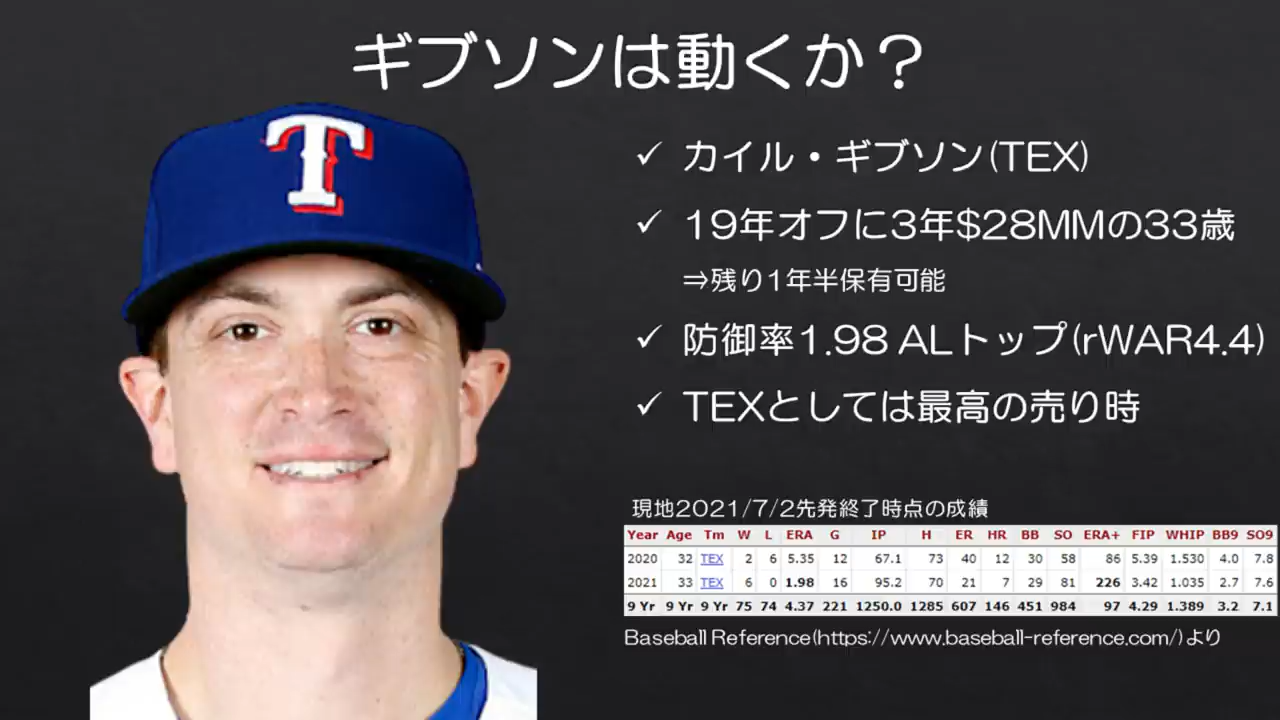 ギブソンは動くか？
T
✓ カイル・ギブソン(TEX)
✓ 19年オフに3年$28MMの33歳
⇒残り1年半保有可能
✓ 防御率1.98 ALトップ(rWAR4.4)
✓ TEXとしては最高の売り時
現地2021/7/2先発終了時点の成績
Year Age Tm W L ERA G IP H ER HR BB SO ERA+ FIP WHIP BB9 SO9
2020 32 TEX 2 6 5.35 12 67.1 73 40 12 30 58 86 5.39 1.530 4.0 7.8
2021 33 TEX 6 0 1.98 16 95.2 70 21 7 29 81 226 3.42 1.035 2.7 7.6
9 Yr 9 Yr 9 Yr 75 74 4.37 221 1250.0 1285 607 146 451 984 97 4.29 1.389 3.2 7.1
Baseball Reference(https://www.baseball-reference.com/)より